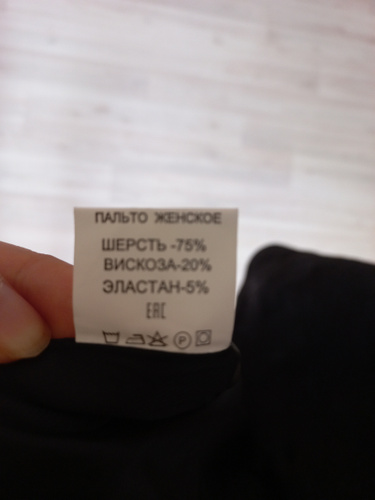 ПАЛЬТО ЖЕНСКОЕ
ШЕРСТЬ -75%
ВИСКОЗА-20%
ЭЛАСТАН-5%
EAC
P